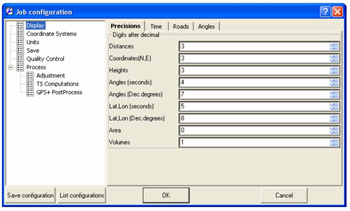 Job configuration
Display
Coordinate Systems
Units
Save
Quality Control
Process
Adjustment
TS Computations
GPS+ PostProcess
Precisions Time Roads Angles
Digits after decimal
Distances 3
Coordinates(N,E) 3
Heights 3
Angles (seconds) 4
Angles (Dec.degrees) 7
Lat,Lon (seconds) 5
Lat,Lon (Dec.degrees) 8
Area 0
Volumes 1
Save configuration List configurations OK Cancel